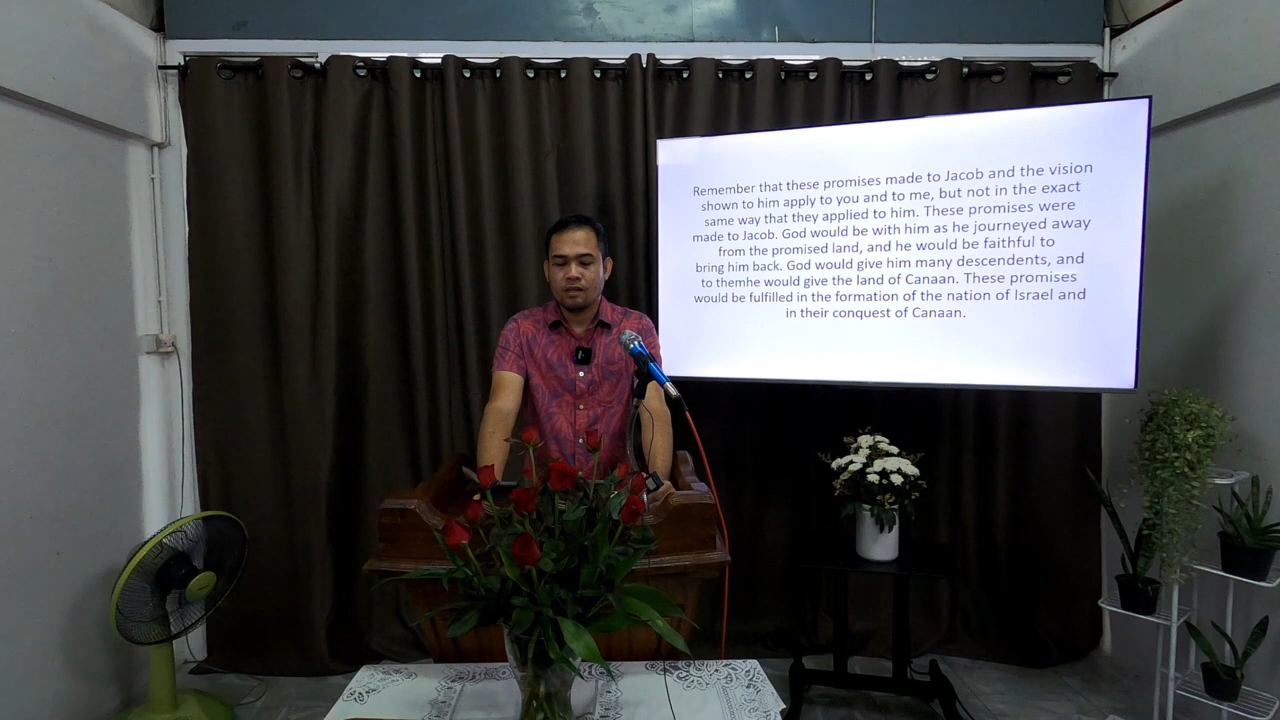 Remember that these promises made to Jacob and the vision
shown to him apply to you and to me, but not in the exact
same way that they applied to him. These promises were
made to Jacob. God would be with him as he journeyed away
from the promised land, and he would be faithful to
bring him back. God would give him many descendents, and
to themhe would give the land of Canaan. These promises
would be fulfilled in the formation of the nation of Israel and
in their conquest of Canaan.